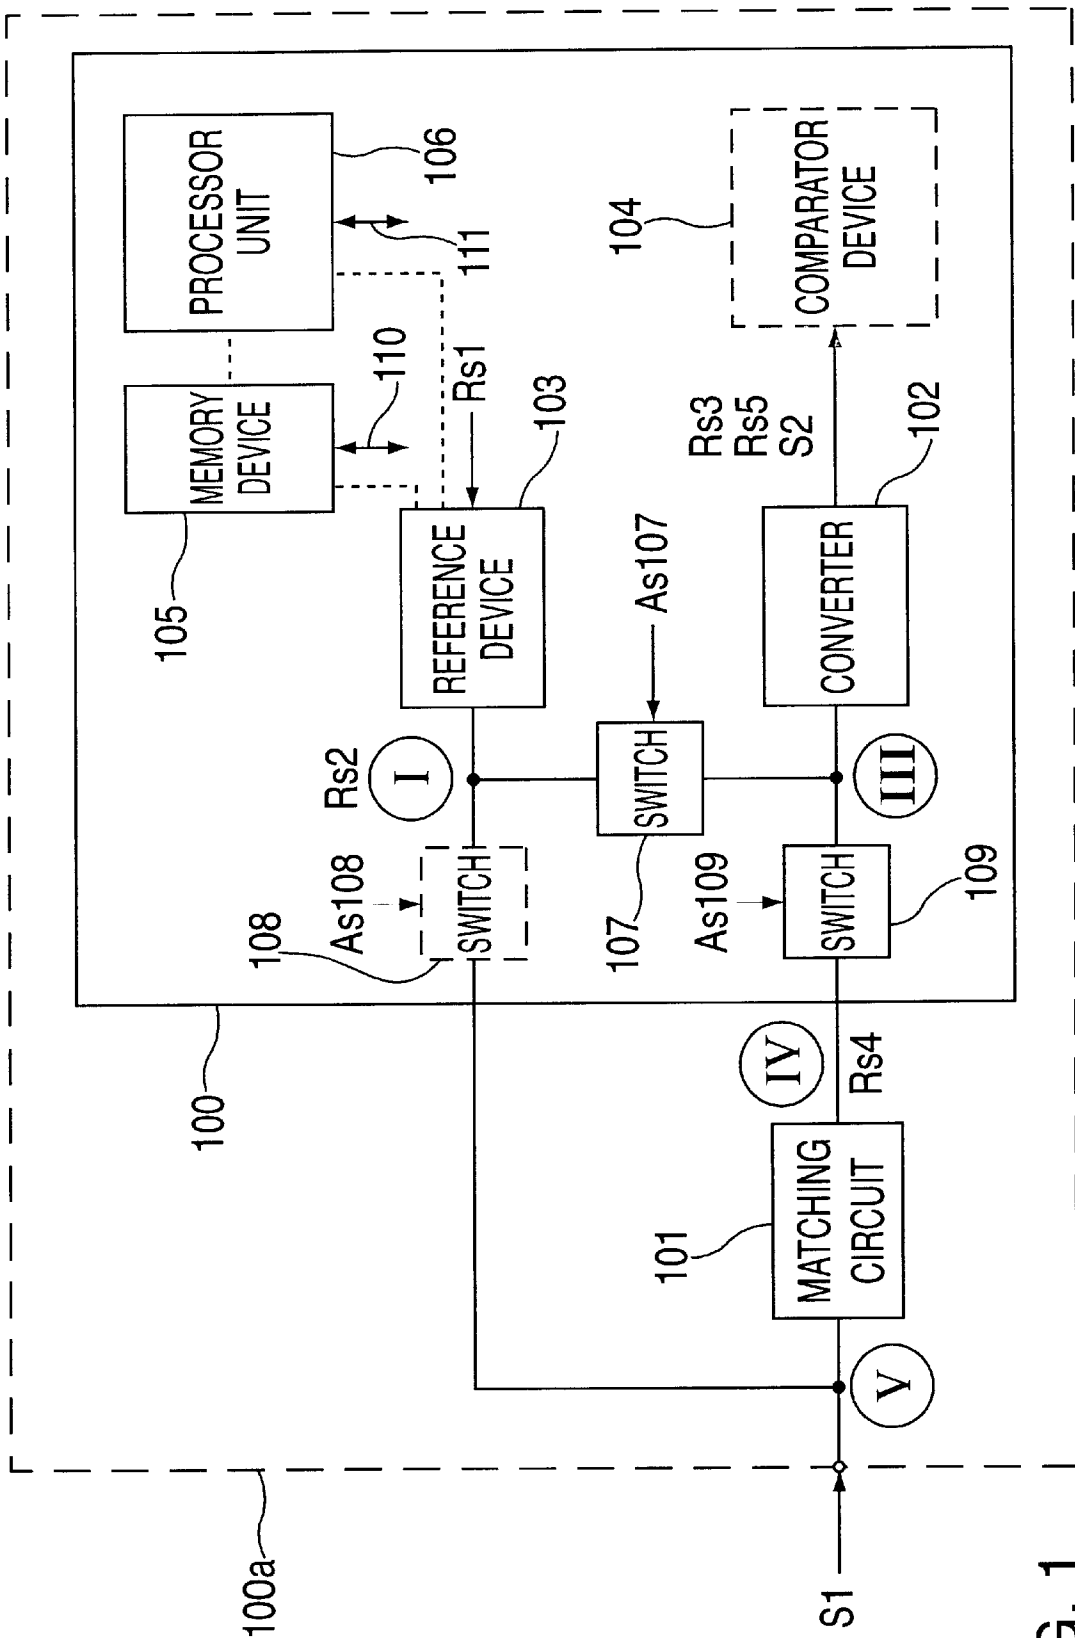 PROCESSOR
UNIT
106
111
MEMORY
DEVICE
110
105
Rs1
REFERENCE
DEVICE
103
104
COMPARATOR
DEVICE
Rs3
Rs5
S2
102
CONVERTER
As107
SWITCH
107
Rs2
I
III
As108
108
SWITCH
As109
SWITCH
109
100
IV
Rs4
101
MATCHING
CIRCUIT
V
100a
S1
G. 1